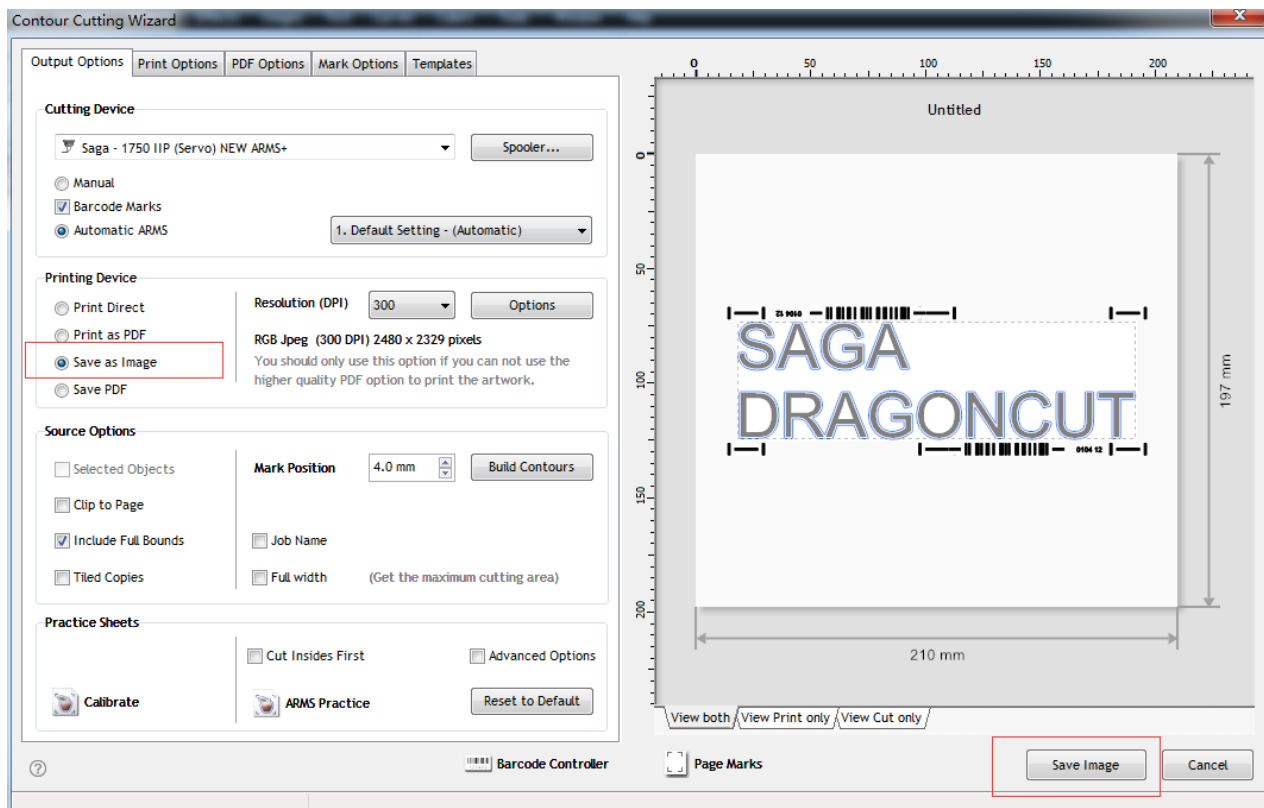 Contour Cutting Wizard
Output Options
Print Options
PDF Options
Mark Options
Templates
Cutting Device
Saga - 1750 IIP (Servo) NEW ARMS+
Spooler...
Manual
Barcode Marks
Automatic ARMS
1. Default Setting - (Automatic)
Printing Device
Print Direct
Resolution (DPI)
300
Options
Print as PDF
RGB Jpeg (300 DPI) 2480 x 2329 pixels
Save as Image
You should only use this option if you can not use the
higher quality PDF option to print the artwork.
Save PDF
Source Options
Selected Objects
Mark Position
4.0 mm
Build Contours
Clip to Page
Include Full Bounds
Job Name
Tiled Copies
Full width
(Get the maximum cutting area)
Practice Sheets
Cut Insides First
Advanced Options
Calibrate
ARMS Practice
Reset to Default
Barcode Controller
0
50
100
150
200
Untitled
0
50
100
150
200
0104 12
SAGA
DRAGONCUT
0104 12
197 mm
210 mm
View both
View Print only
View Cut only
Page Marks
Save Image
Cancel